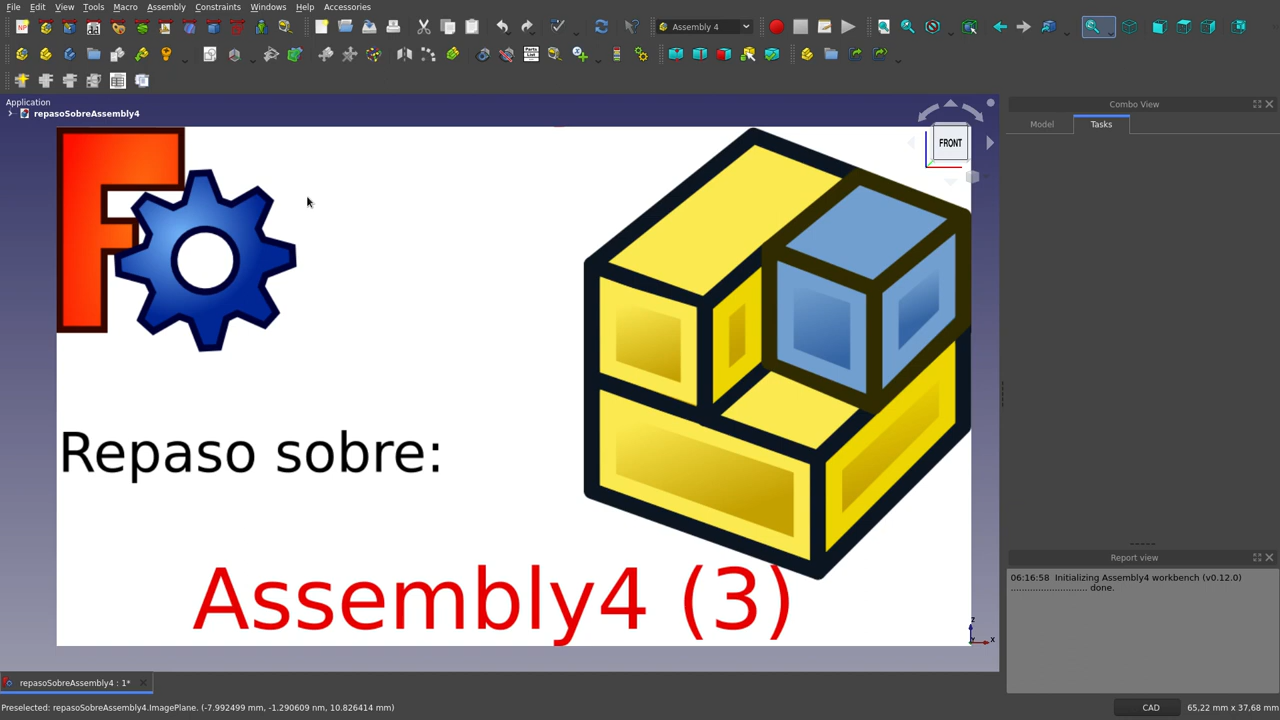 File Edit View Tools Macro Assembly Constraints Windows Help Accessories
Assembly 4
Application
repasoSobreAssembly4
FRONT
Repaso sobre:
Assembly4 (3)
Z
X
Combo View
Model Tasks
Report view
06:16:58 Initializing Assembly4 workbench (v0.12.0)
............................ done.
repasoSobreAssembly4 : 1*
Preselected: repasoSobreAssembly4.ImagePlane. (-7.992499 mm, -1.290609 nm, 10.826414 mm)
CAD
65,22 mm x 37,68 mm